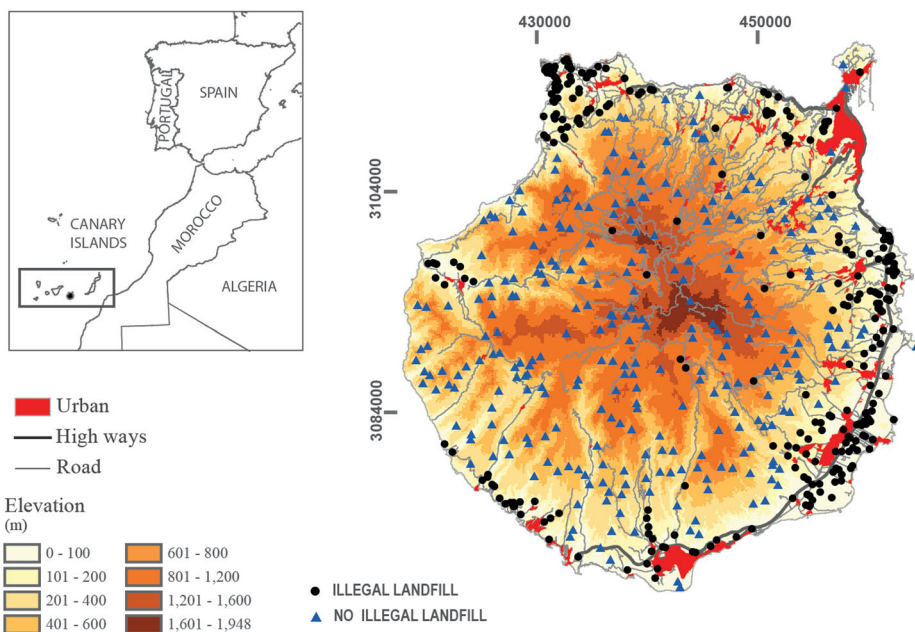 430000
450000
PORTUGAL
SPAIN
3104000
CANARY
ISLANDS
MOROCCO
ALGERIA
3084000
Urban
High ways
Road
Elevation
(m)
0 - 100
101 - 200
201 - 400
401 - 600
601 - 800
801 - 1,200
1,201 - 1,600
1,601 - 1,948
ILLEGAL LANDFILL
NO ILLEGAL LANDFILL